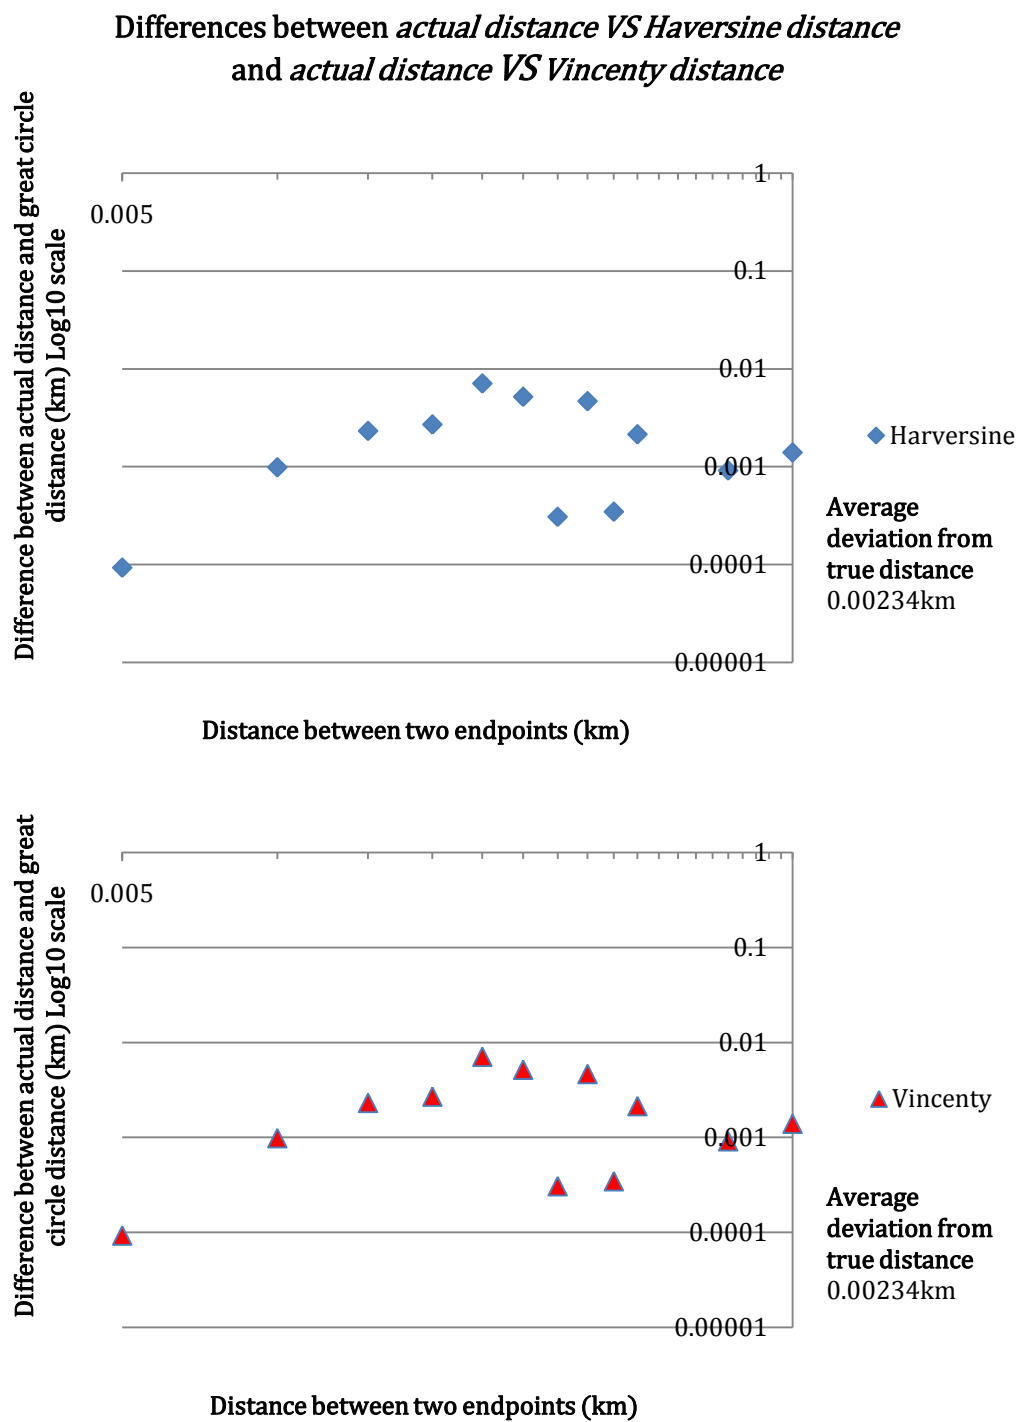 Differences between actual distance VS Haversine distance
and actual distance VS Vincenty distance
Difference between actual distance and great circle
distance (km) Log10 scale
1
0.005
0.1
0.01
Harversine
0.001
Average
deviation from
true distance
0.00234km
0.0001
0.00001
Distance between two endpoints (km)
Difference between actual distance and great
circle distance (km) Log10 scale
1
0.005
0.1
0.01
Vincenty
0.001
Average
deviation from
true distance
0.00234km
0.0001
0.00001
Distance between two endpoints (km)